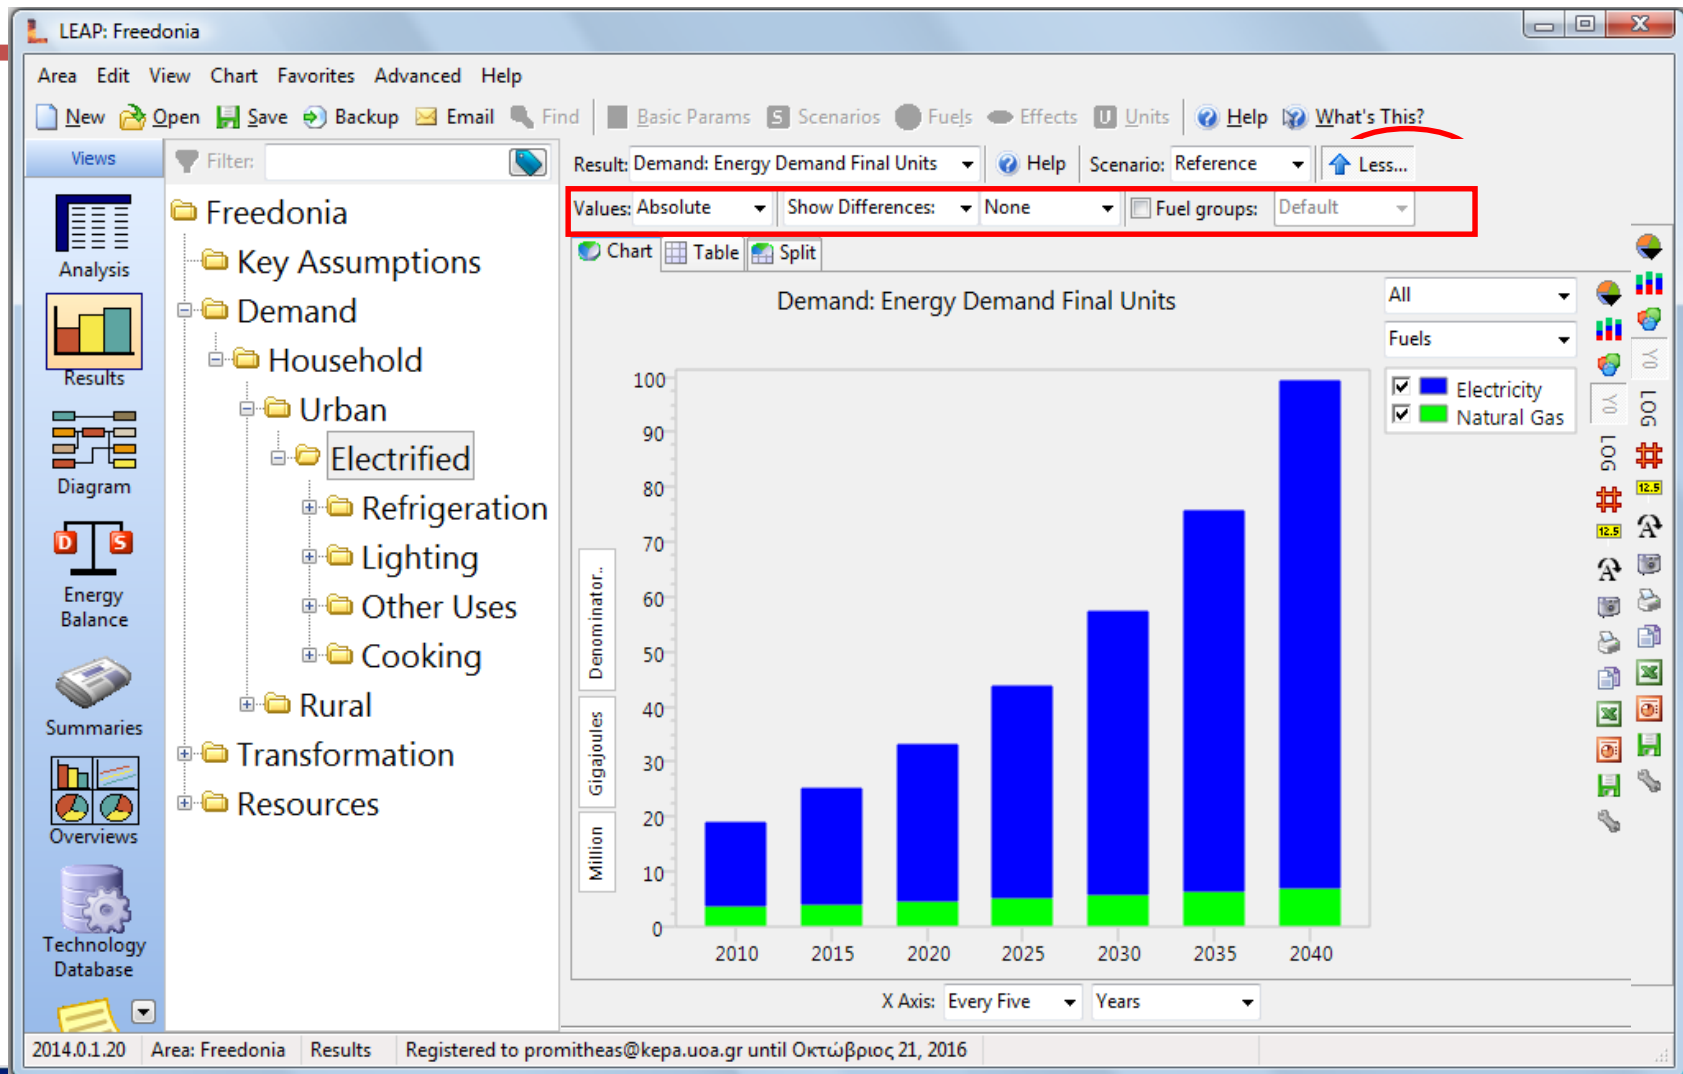 LEAP: Freedonia
Area Edit View Chart Favorites Advanced Help
New Open Save Backup Email Find Basic Params S Scenarios Fuels Effects U Units Help What's This?
Views
Analysis
Results
Diagram
D S
Energy
Balance
Summaries
Overviews
Technology
Database
Filter:
Freedonia
Key Assumptions
Demand
Household
Urban
Electrified
Refrigeration
Lighting
Other Uses
Cooking
Rural
Transformation
Resources
Result: Demand: Energy Demand Final Units Help Scenario: Reference Less...
Values: Absolute Show Differences: None Fuel groups: Default
Chart Table Split
Demand: Energy Demand Final Units
All
Fuels
Electricity
Natural Gas
100
90
80
70
60
50
40
30
20
10
0
Denominator..
Gigajoules
Million
2010 2015 2020 2025 2030 2035 2040
X Axis: Every Five Years
Y0
LOG
12.5
A
Y0
LOG
12.5
A
2014.0.1.20 Area: Freedonia Results Registered to promitheas@kepa.uoa.gr until Οκτώβριος 21, 2016